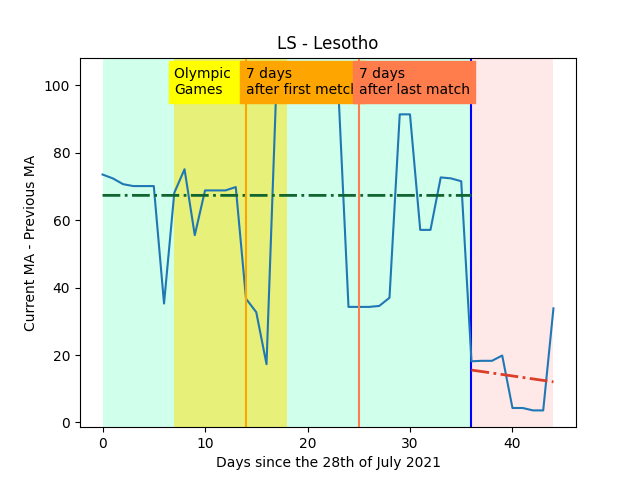 LS - Lesotho
Olympic
Games
7 days
after first metch
7 days
after last match
100
80
60
40
20
0
Current MA - Previous MA
0 10 20 30 40
Days since the 28th of July 2021